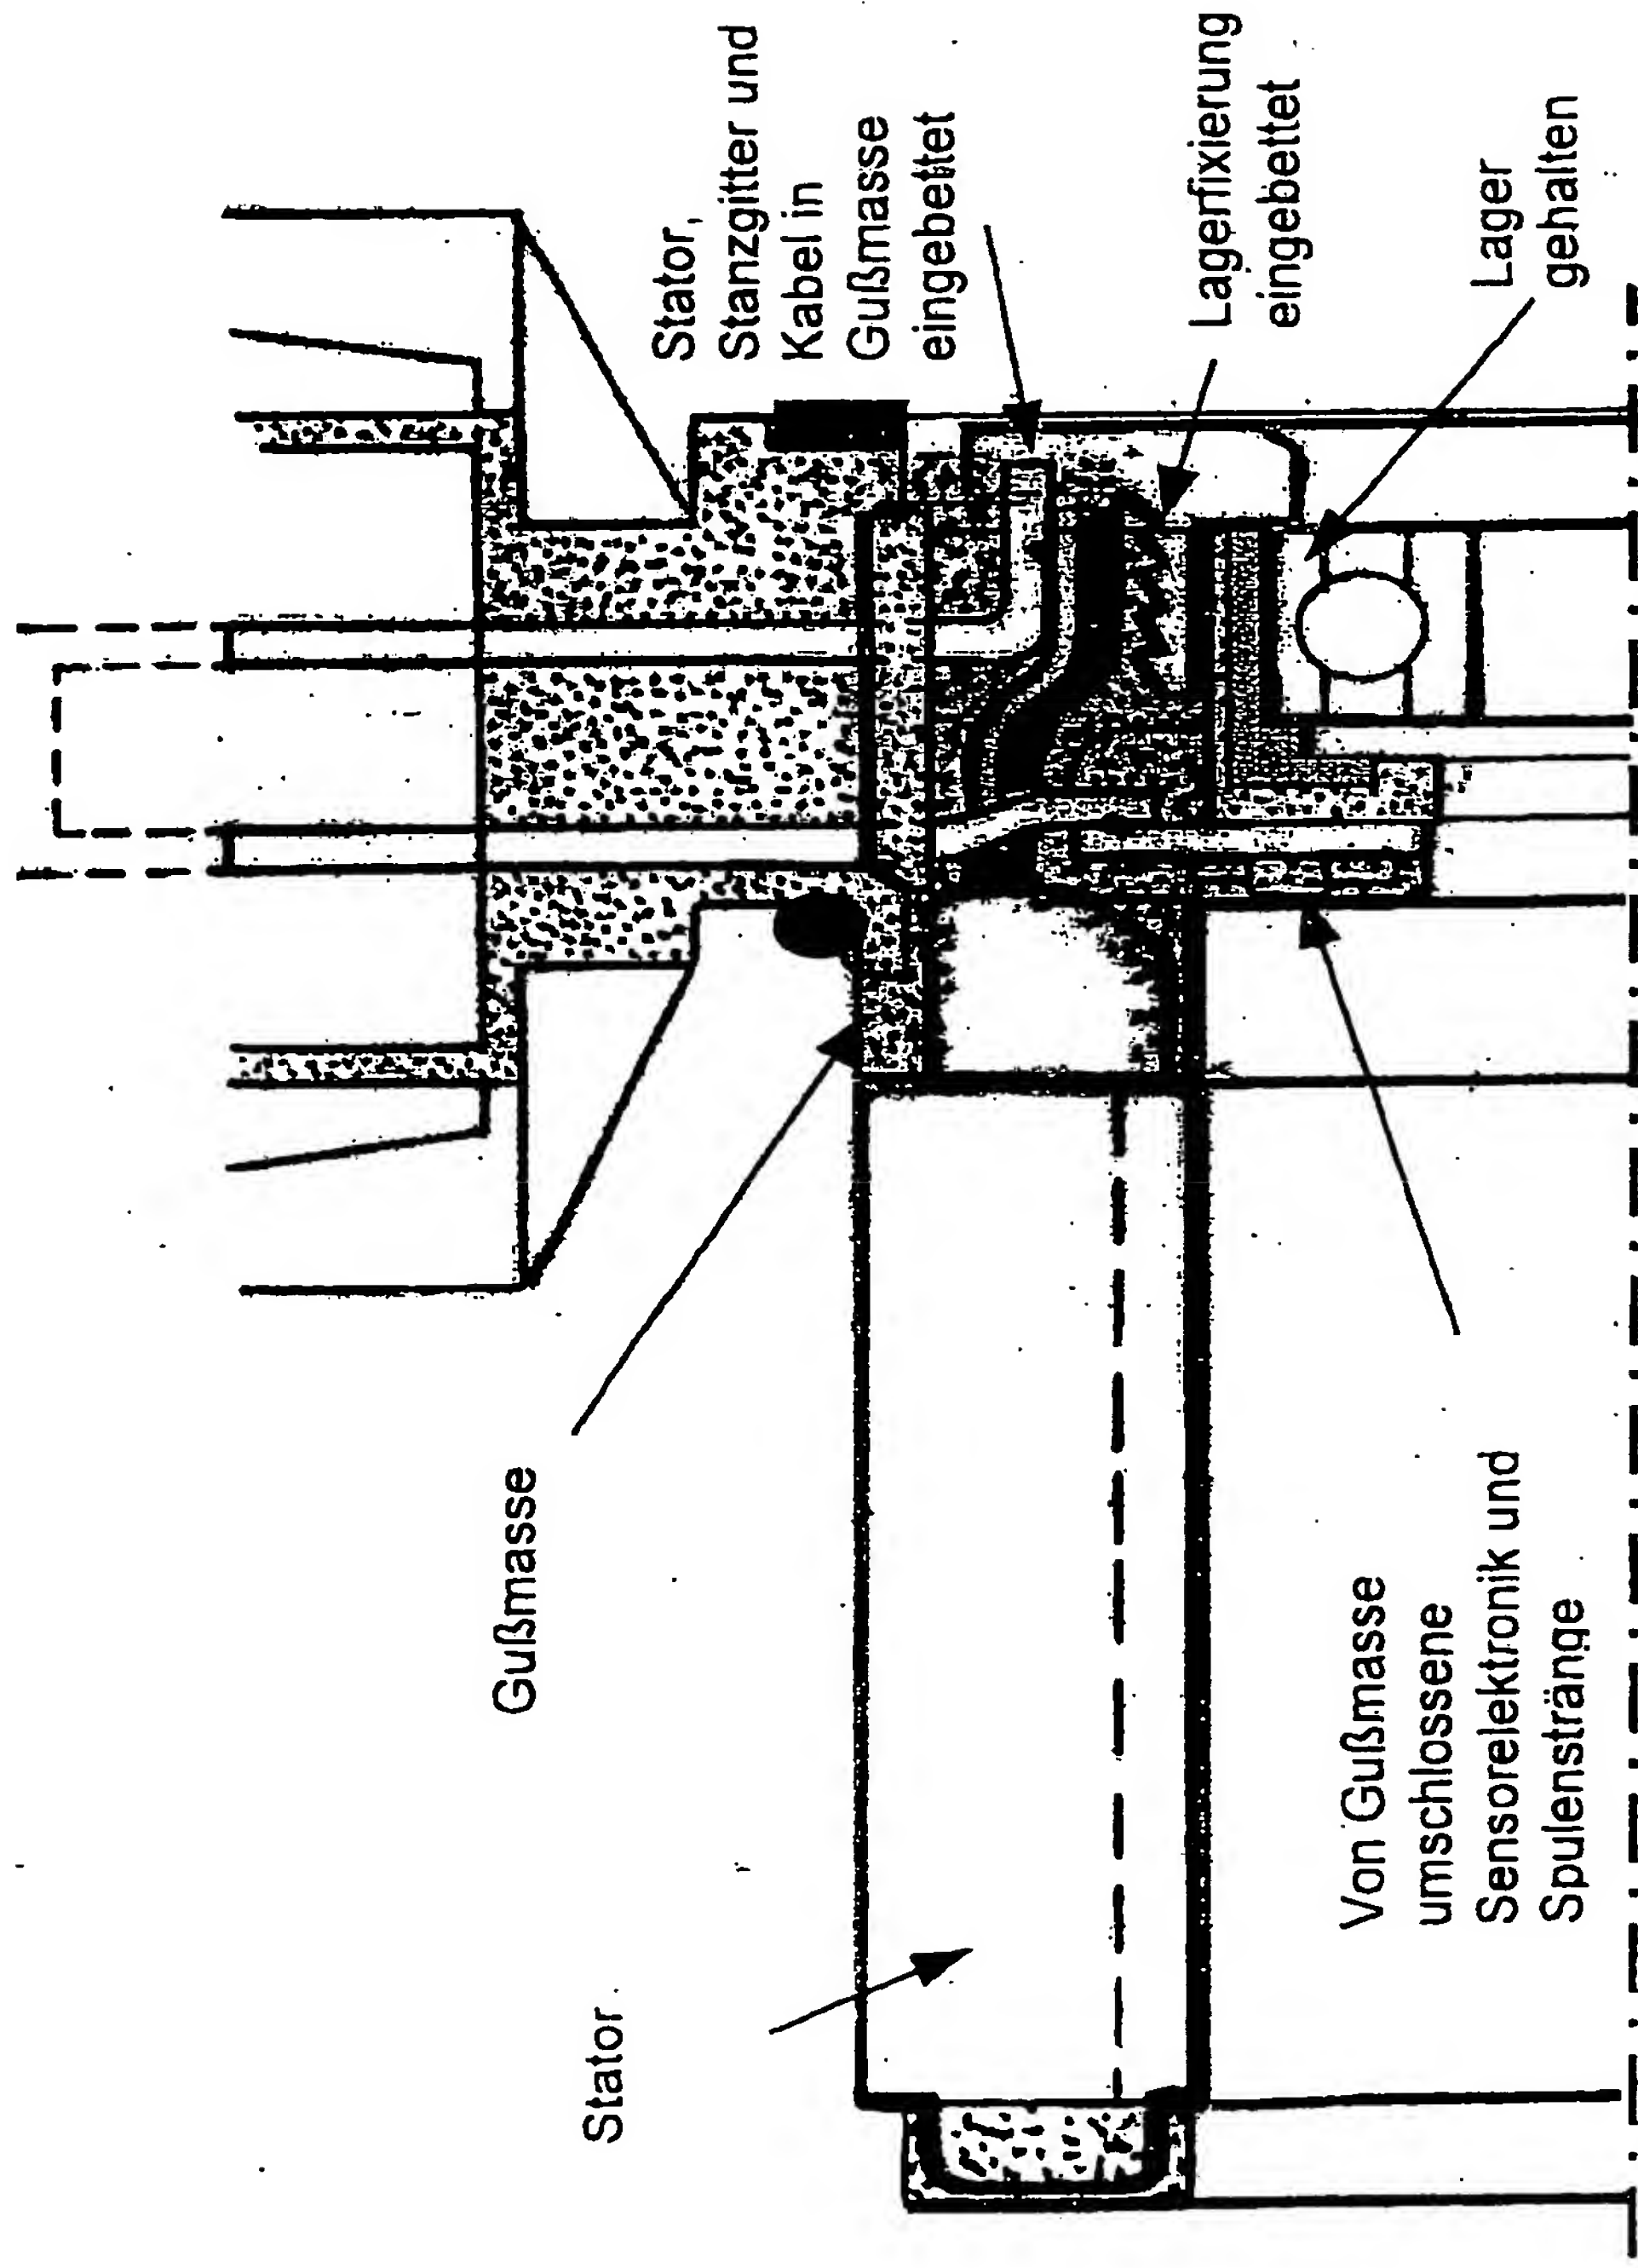 Stator,
Stanzgitter und
Kabel in
Gußmasse
eingebettet
Lagerfixierung
eingebettet
Lager
gehalten
Gußmasse
Stator
Von Gußmasse
umschlossene
Sensorelektronik und
Spulenstränge